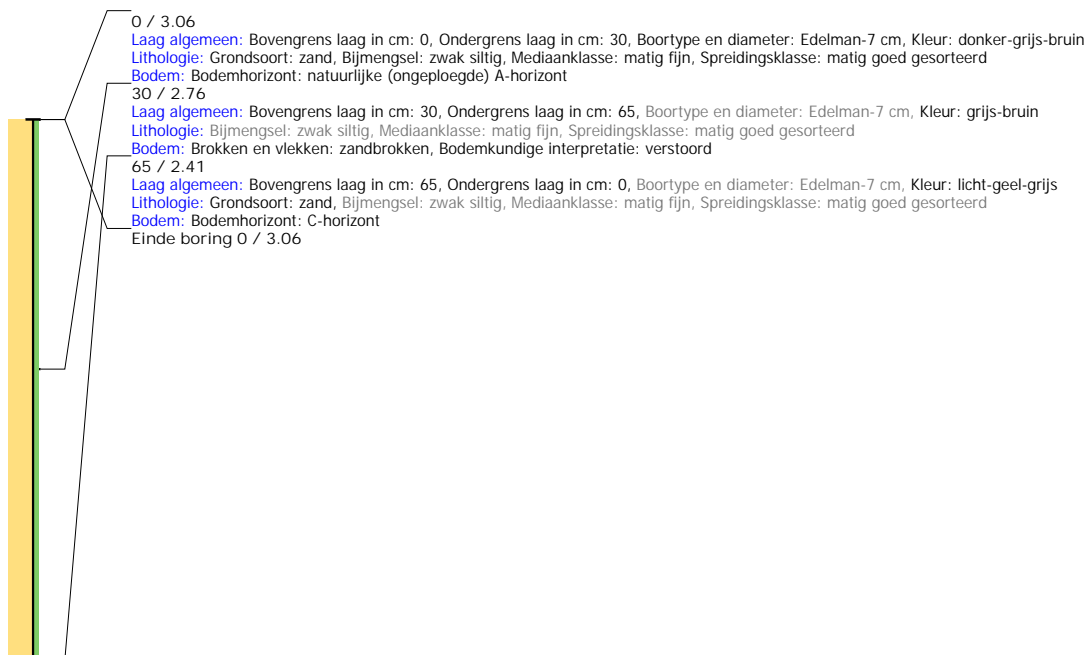 0 / 3.06
Laag algemeen: Bovengrens laag in cm: 0, Ondergrens laag in cm: 30, Boortype en diameter: Edelman-7 cm, Kleur: donker-grijs-bruin
Lithologie: Grondsoort: zand, Bijmengsel: zwak siltig, Mediaanklasse: matig fijn, Spreidingsklasse: matig goed gesorteerd
Bodem: Bodemhorizont: natuurlijke (ongeploegde) A-horizont
30 / 2.76
Laag algemeen: Bovengrens laag in cm: 30, Ondergrens laag in cm: 65, Boortype en diameter: Edelman-7 cm, Kleur: grijs-bruin
Lithologie: Bijmengsel: zwak siltig, Mediaanklasse: matig fijn, Spreidingsklasse: matig goed gesorteerd
Bodem: Brokken en vlekken: zandbrokken, Bodemkundige interpretatie: verstoord
65 / 2.41
Laag algemeen: Bovengrens laag in cm: 65, Ondergrens laag in cm: 0, Boortype en diameter: Edelman-7 cm, Kleur: licht-geel-grijs
Lithologie: Grondsoort: zand, Bijmengsel: zwak siltig, Mediaanklasse: matig fijn, Spreidingsklasse: matig goed gesorteerd
Bodem: Bodemhorizont: C-horizont
Einde boring 0 / 3.06